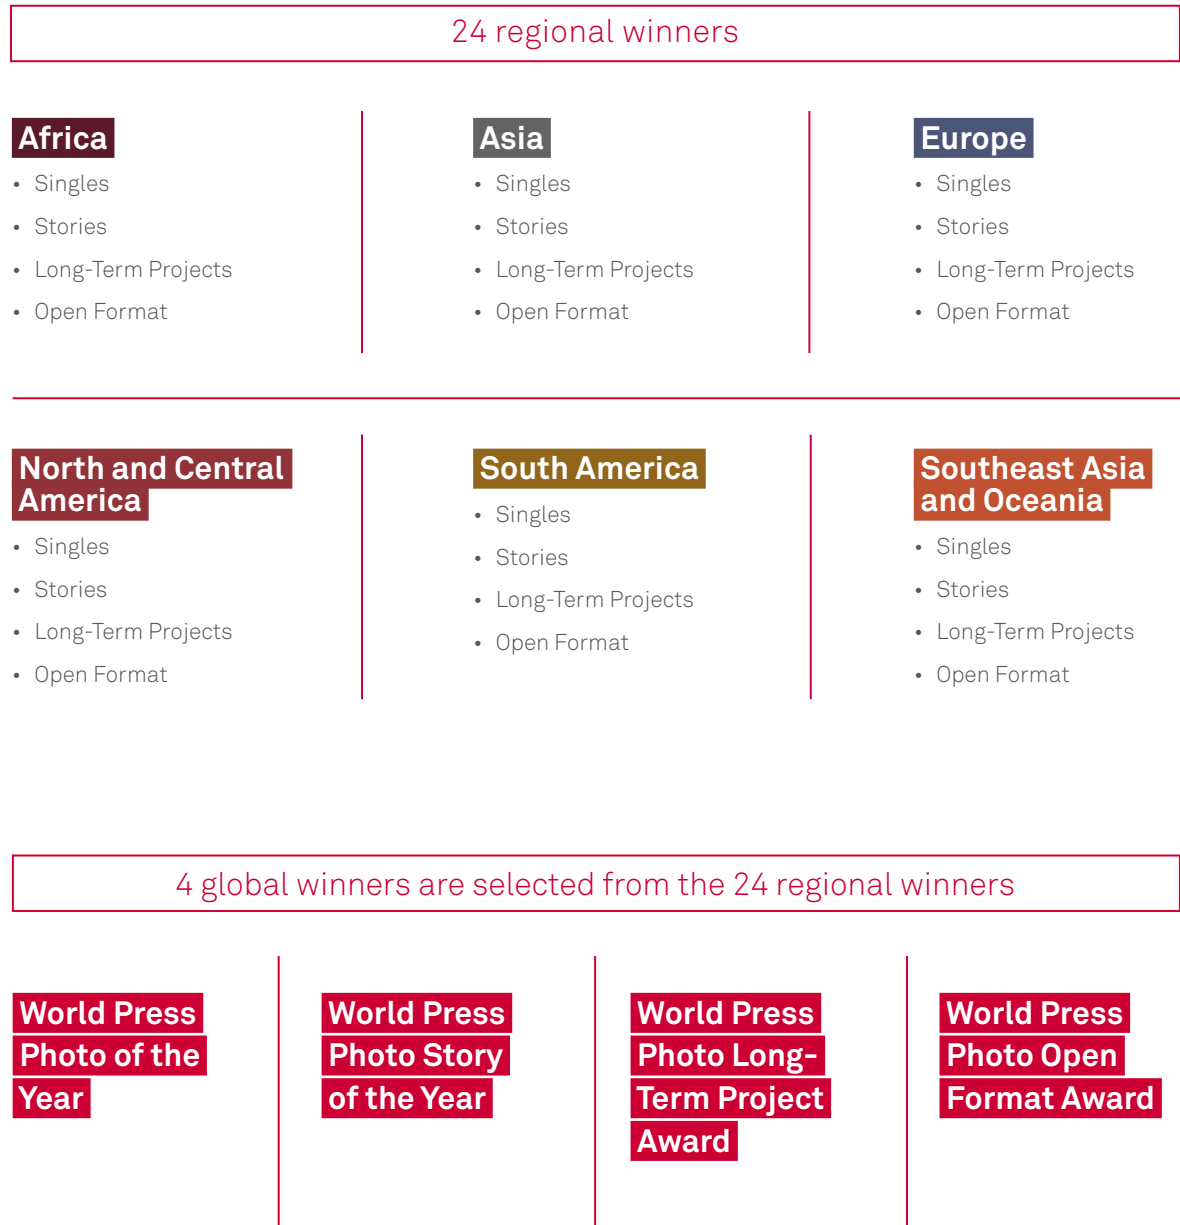 24 regional winners
Africa
• Singles
• Stories
• Long-Term Projects
• Open Format
Asia
• Singles
• Stories
• Long-Term Projects
• Open Format
Europe
• Singles
• Stories
• Long-Term Projects
• Open Format
North and Central
America
• Singles
• Stories
• Long-Term Projects
• Open Format
South America
• Singles
• Stories
• Long-Term Projects
• Open Format
Southeast Asia
and Oceania
• Singles
• Stories
• Long-Term Projects
• Open Format
4 global winners are selected from the 24 regional winners
World Press
Photo of the
Year
World Press
Photo Story
of the Year
World Press
Photo Long-
Term Project
Award
World Press
Photo Open
Format Award